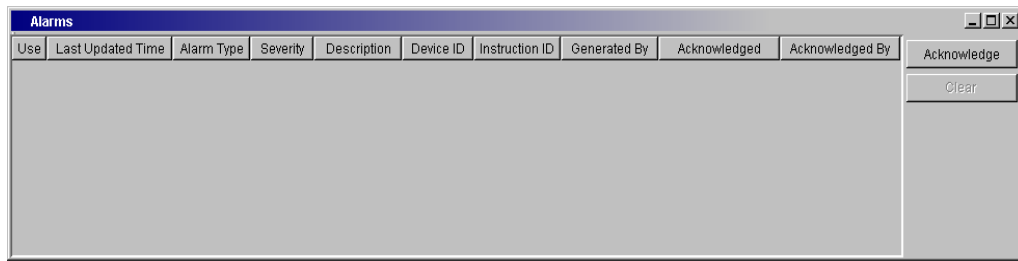 Alarms
Use Last Updated Time Alarm Type Severity Description Device ID Instruction ID Generated By Acknowledged Acknowledged By
Acknowledge
Clear